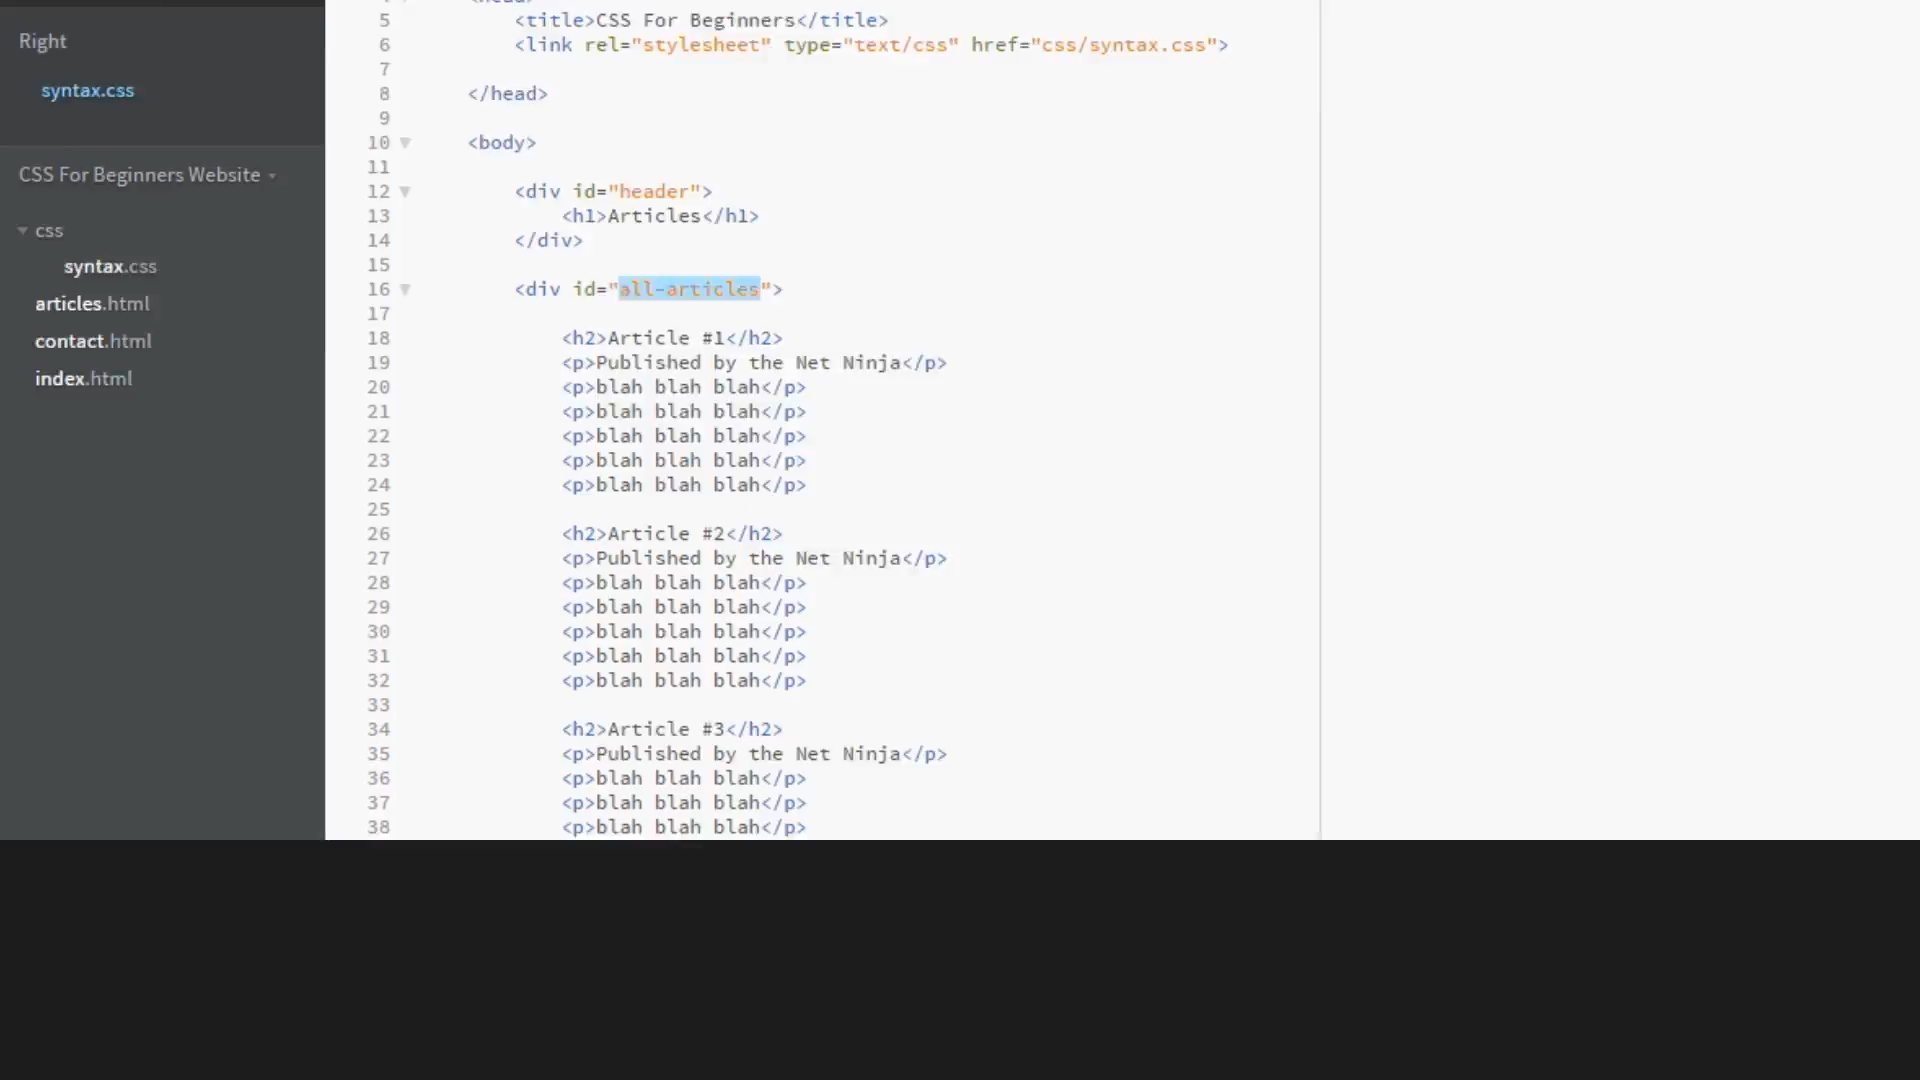 Right
syntax.css
CSS For Beginners Website
css
syntax.css
articles.html
contact.html
index.html
5 <title>CSS For Beginners</title>
6 <link rel="stylesheet" type="text/css" href="css/syntax.css">
7
8 </head>
9
10 <body>
11
12 <div id="header">
13 <h1>Articles</h1>
14 </div>
15
16 <div id="all-articles">
17
18 <h2>Article #1</h2>
19 <p>Published by the Net Ninja</p>
20 <p>blah blah blah</p>
21 <p>blah blah blah</p>
22 <p>blah blah blah</p>
23 <p>blah blah blah</p>
24 <p>blah blah blah</p>
25
26 <h2>Article #2</h2>
27 <p>Published by the Net Ninja</p>
28 <p>blah blah blah</p>
29 <p>blah blah blah</p>
30 <p>blah blah blah</p>
31 <p>blah blah blah</p>
32 <p>blah blah blah</p>
33
34 <h2>Article #3</h2>
35 <p>Published by the Net Ninja</p>
36 <p>blah blah blah</p>
37 <p>blah blah blah</p>
38 <p>blah blah blah</p>